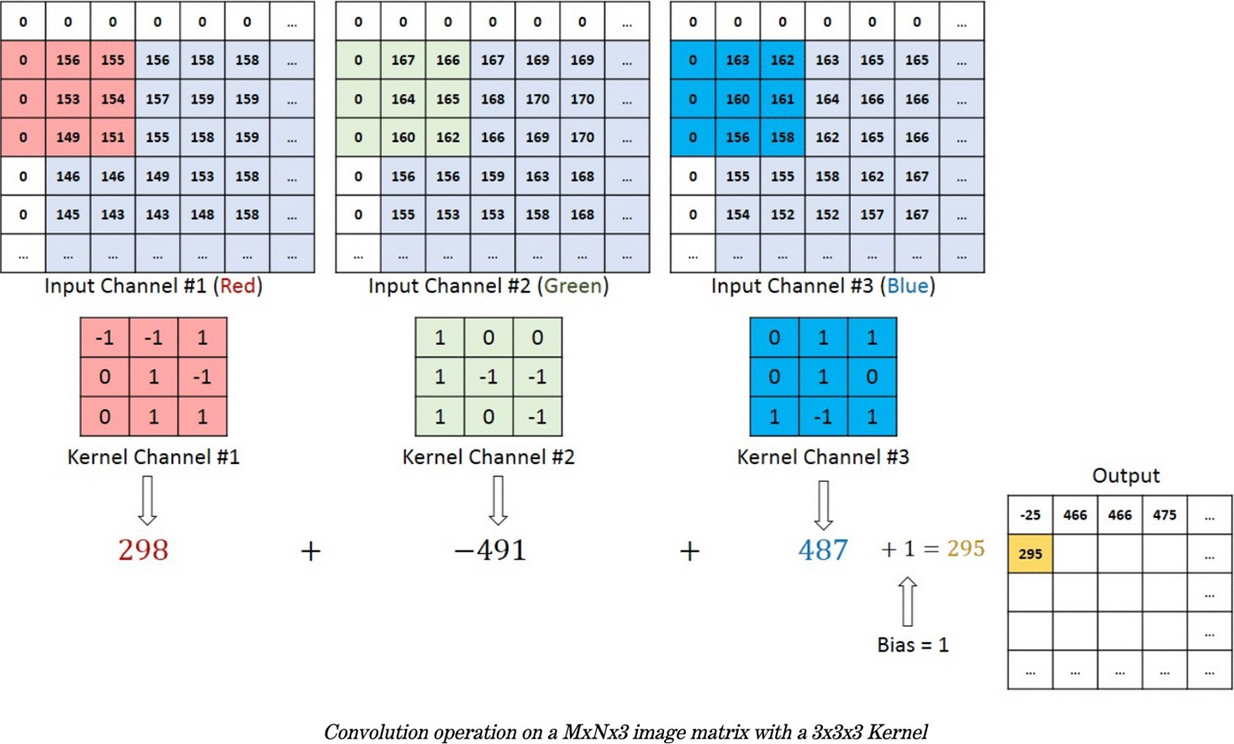 0 0 0 0 0 0 ...
0 156 155 156 158 158 ...
0 153 154 157 159 159 ...
0 149 151 155 158 159 ...
0 146 146 149 153 158 ...
0 145 143 143 148 158 ...
... ... ... ... ... ... ...
Input Channel #1 (Red)
0 0 0 0 0 0 ...
0 167 166 167 169 169 ...
0 164 165 168 170 170 ...
0 160 162 166 169 170 ...
0 156 156 159 163 168 ...
0 155 153 153 158 168 ...
... ... ... ... ... ... ...
Input Channel #2 (Green)
0 0 0 0 0 0 ...
0 163 162 163 165 165 ...
0 160 161 164 166 166 ...
0 156 158 162 165 166 ...
0 155 155 158 162 167 ...
0 154 152 152 157 167 ...
... ... ... ... ... ... ...
Input Channel #3 (Blue)
-1 -1 1
0 1 -1
0 1 1
Kernel Channel #1
1 0 0
1 -1 -1
1 0 -1
Kernel Channel #2
0 1 1
0 1 0
1 -1 1
Kernel Channel #3
298 + −491 + 487 + 1 = 295
Bias = 1
Output
-25 466 466 475 ...
295 ...
...
...
... ... ... ... ...
Convolution operation on a MxNx3 image matrix with a 3x3x3 Kernel